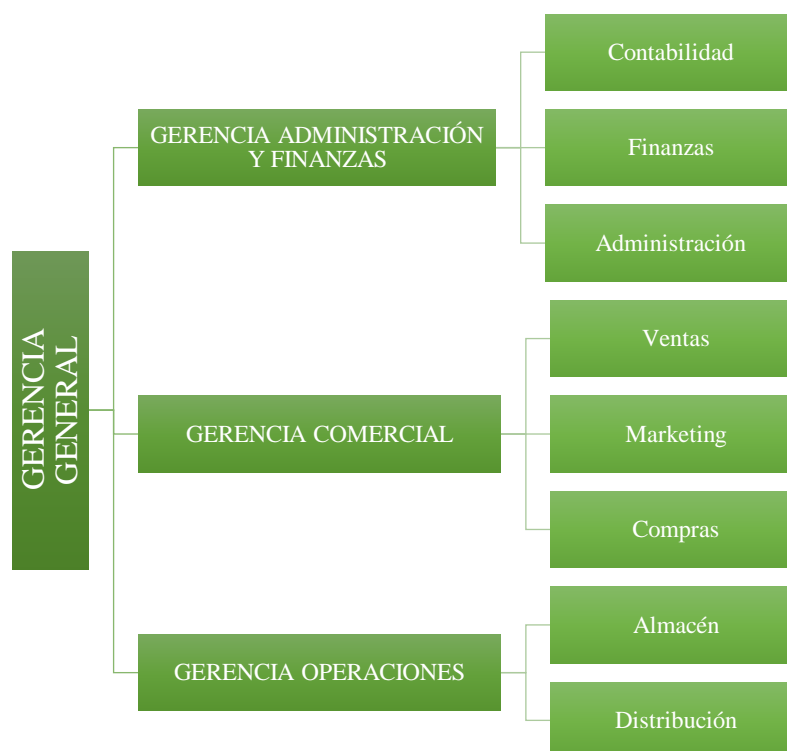 GERENCIA
GENERAL
GERENCIA ADMINISTRACIÓN
Y FINANZAS
Contabilidad
Finanzas
Administración
GERENCIA COMERCIAL
Ventas
Marketing
Compras
GERENCIA OPERACIONES
Almacén
Distribución